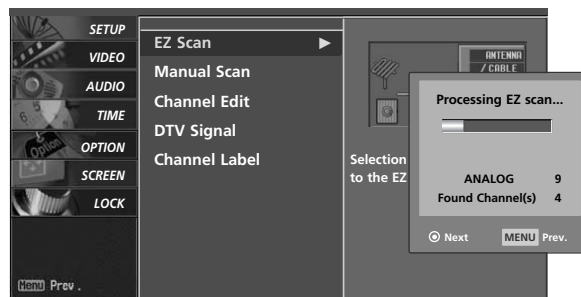 SETUP
VIDEO
AUDIO
TIME
OPTION
SCREEN
LOCK
Menu Prev .
EZ Scan ▶
Manual Scan
Channel Edit
DTV Signal
Channel Label
ANTENNA
/ CABLE
Selection
to the EZ
Processing EZ scan...
ANALOG 9
Found Channel(s) 4
Next MENU Prev.
Option